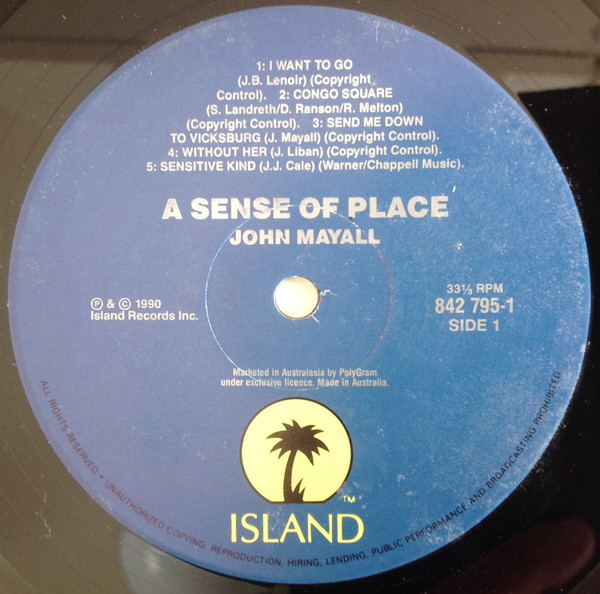 1: I WANT TO GO
(J.B. Lenoir) (Copyright
Control). 2: CONGO SQUARE
(S. Landreth/D. Ranson/R. Melton)
(Copyright Control). 3: SEND ME DOWN
TO VICKSBURG (J. Mayall) (Copyright Control).
4: WITHOUT HER (J. Liban) (Copyright Control).
5: SENSITIVE KIND (J.J. Cale) (Warner/Chappell Music).
A SENSE OF PLACE
JOHN MAYALL
℗ & © 1990
Island Records Inc.
33⅓ RPM
842 795-1
SIDE 1
Marketed in Australasia by PolyGram
under exclusive licence. Made in Australia.
TM
ISLAND
ALL RIGHTS RESERVED • UNAUTHORIZED COPYING, REPRODUCTION, HIRING, LENDING, PUBLIC PERFORMANCE AND BROADCASTING PROHIBITED